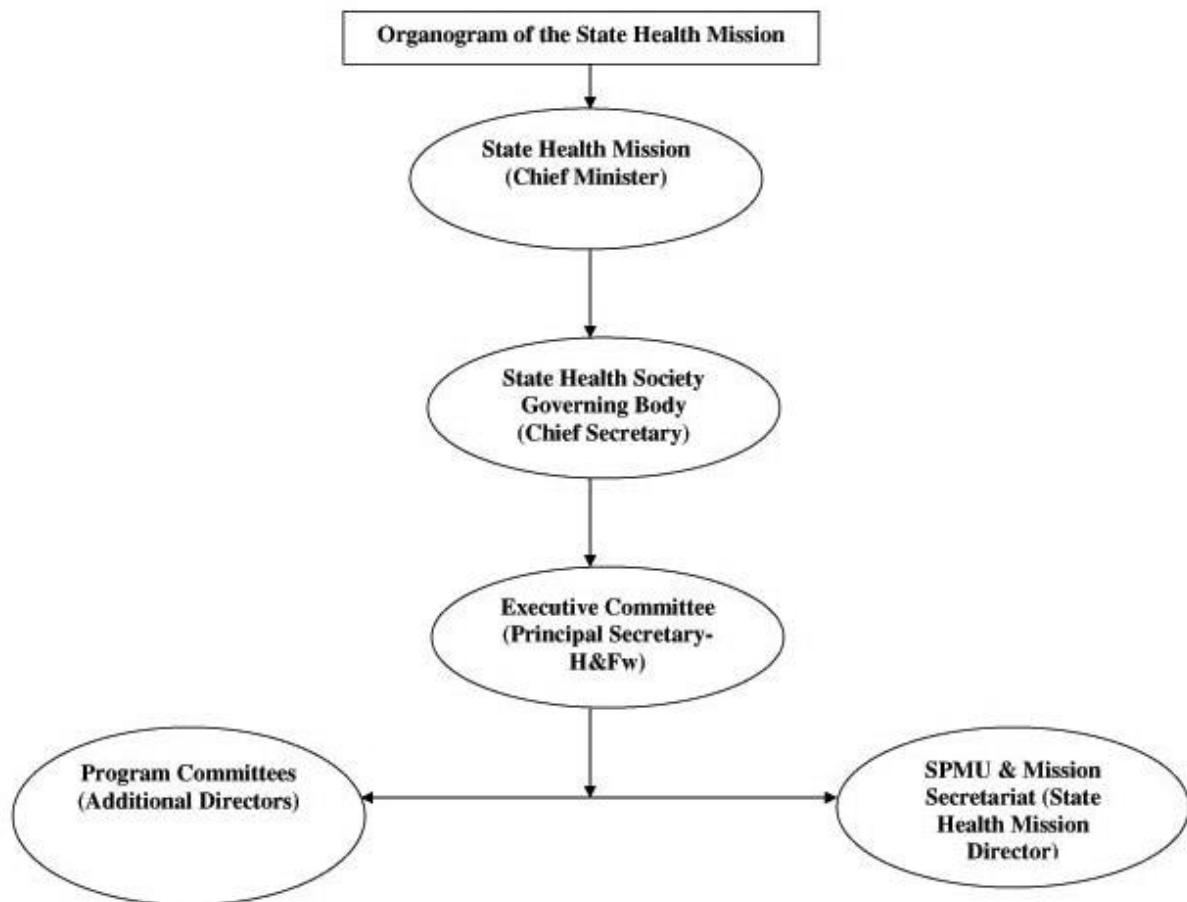 Organogram of the State Health Mission
State Health Mission
(Chief Minister)
State Health Society
Governing Body
(Chief Secretary)
Executive Committee
(Principal Secretary-
H&Fw)
Program Committees
(Additional Directors)
SPMU & Mission
Secretariat (State
Health Mission
Director)